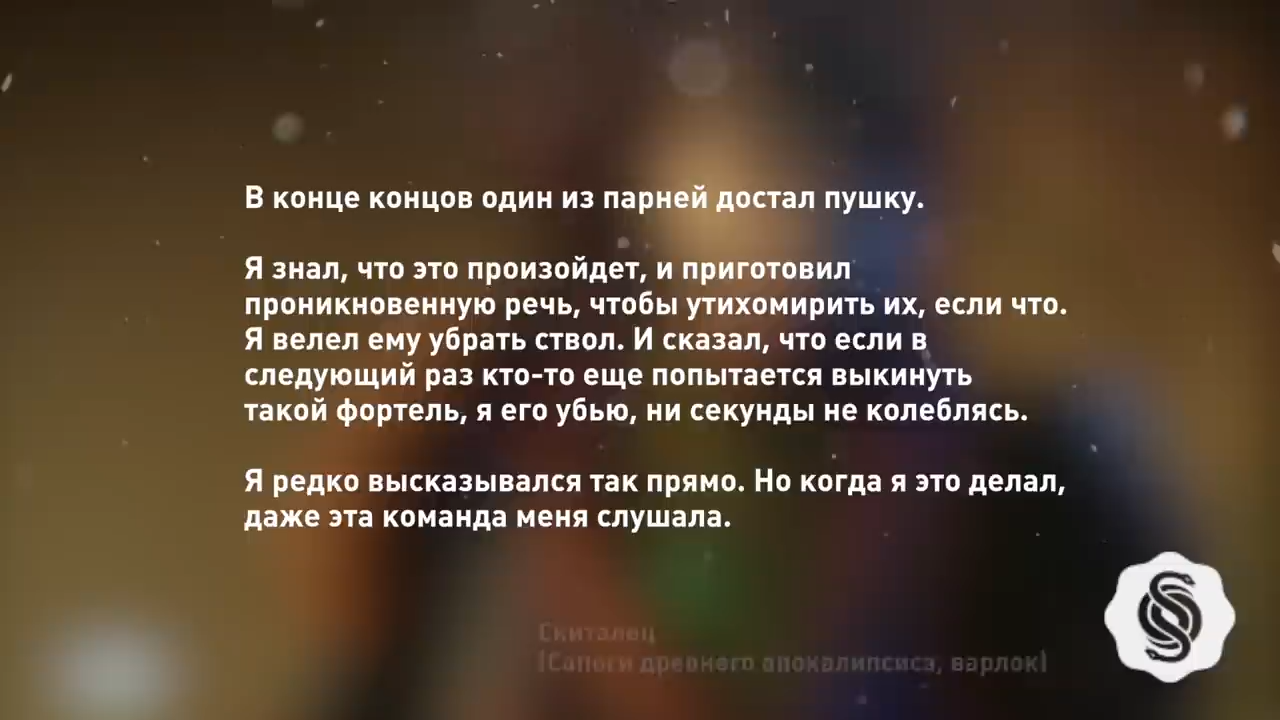 В конце концов один из парней достал пушку.
Я знал, что это произойдет, и приготовил
проникновенную речь, чтобы утихомирить их, если что.
Я велел ему убрать ствол. И сказал, что если в
следующий раз кто-то еще попытается выкинуть
такой фортель, я его убью, ни секунды не колеблясь.
Я редко высказывался так прямо. Но когда я это делал,
даже эта команда меня слушала.
Скиталец
(Сапоги древнего апокалипсиса, варлок)